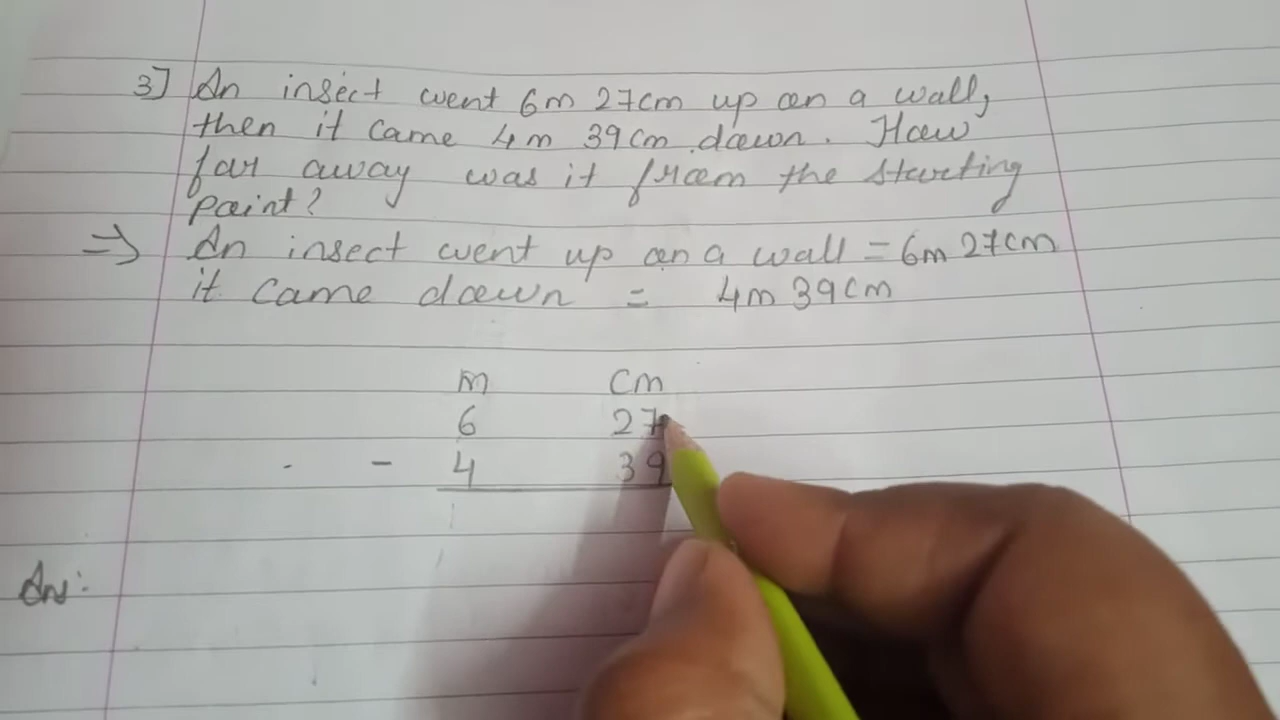 3] An insect went 6m 27cm up on a wall,
then it came 4m 39cm down. How
far away was it from the starting
point?
=> An insect went up on a wall = 6m 27cm
it came down = 4m 39cm
m cm
6 27
- 4 39
Ans: